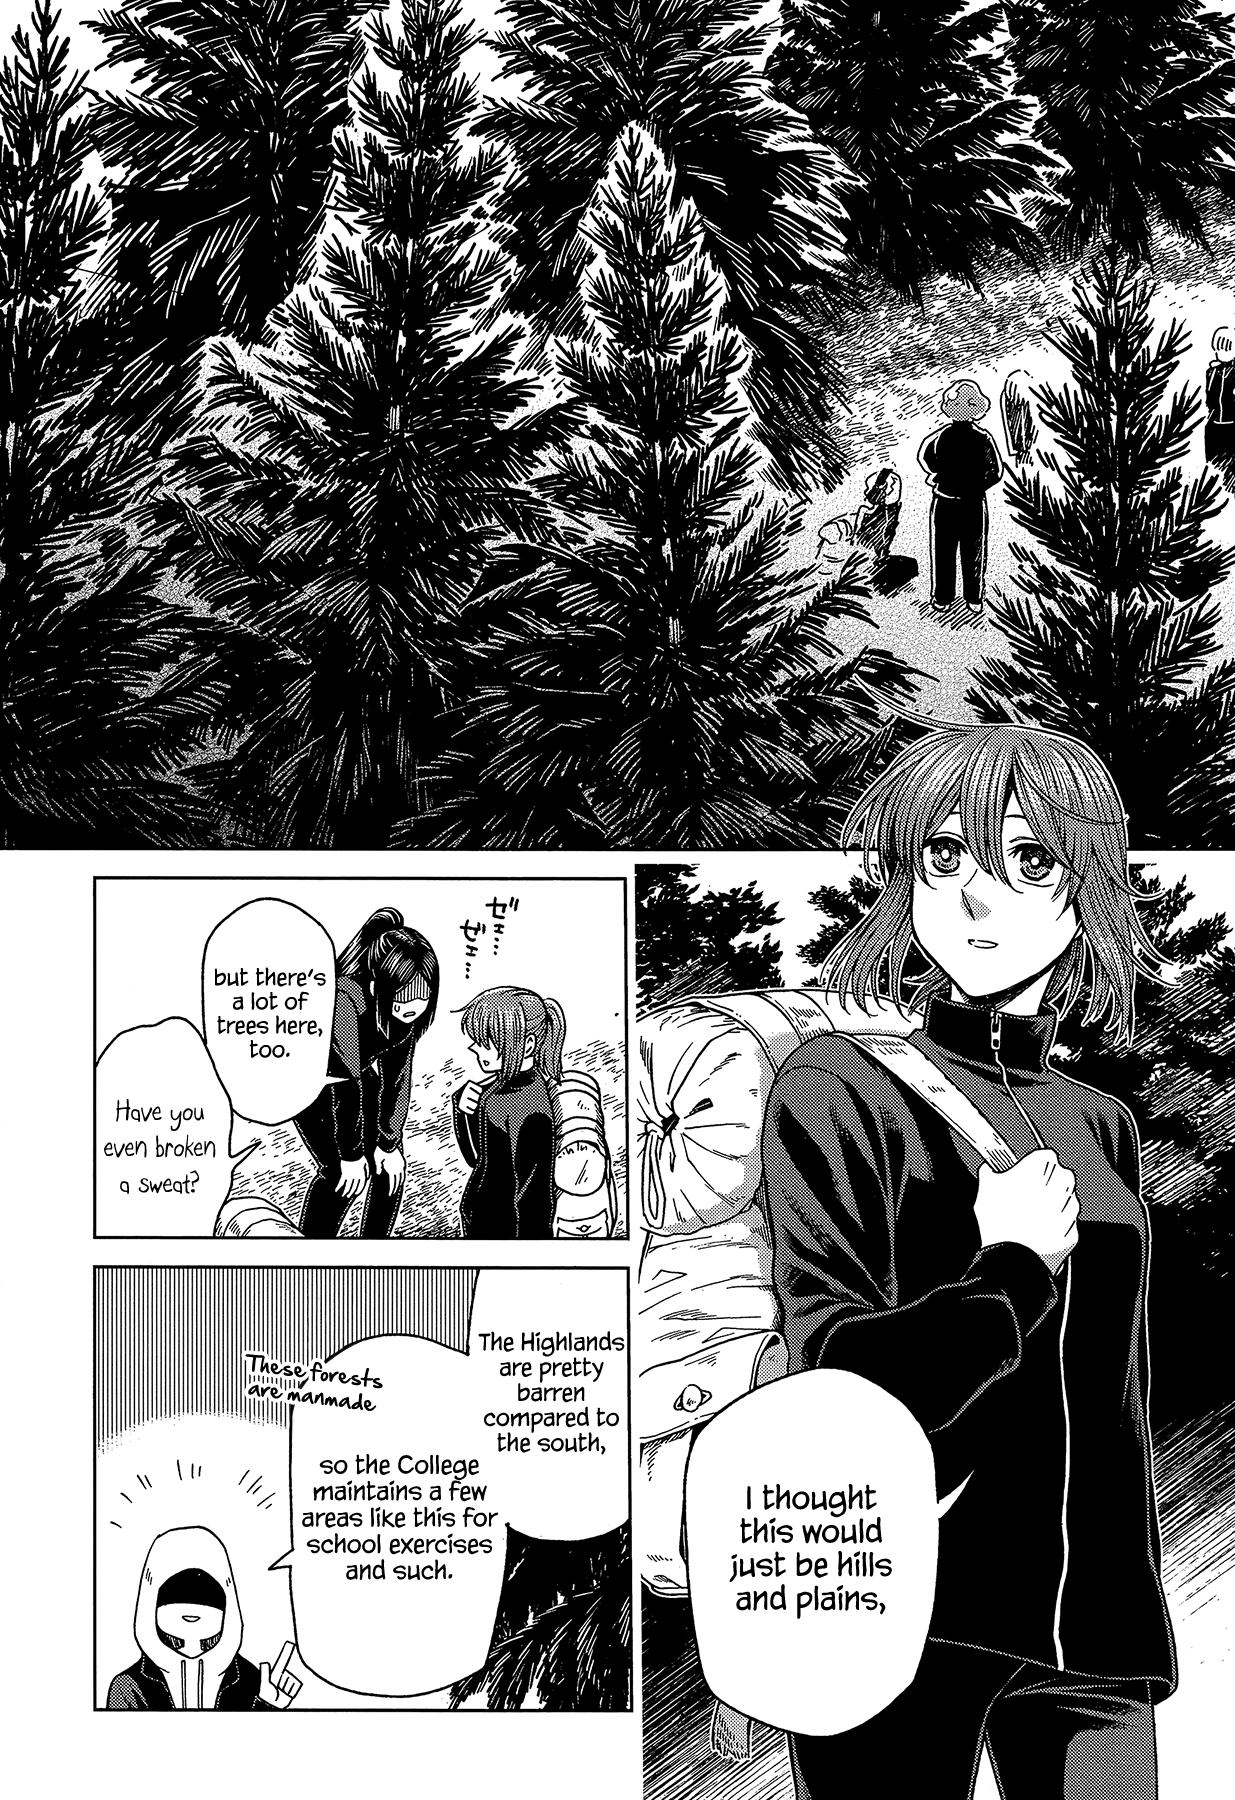 I thought
this would
just be hills
and plains,
ゼェ…
ゼェ…
but there's
a lot of
trees here,
too.
Have you
even broken
a sweat?
The Highlands
are pretty
barren
compared to
the south,
These forests
are manmade
so the College
maintains a few
areas like this for
school exercises
and such.